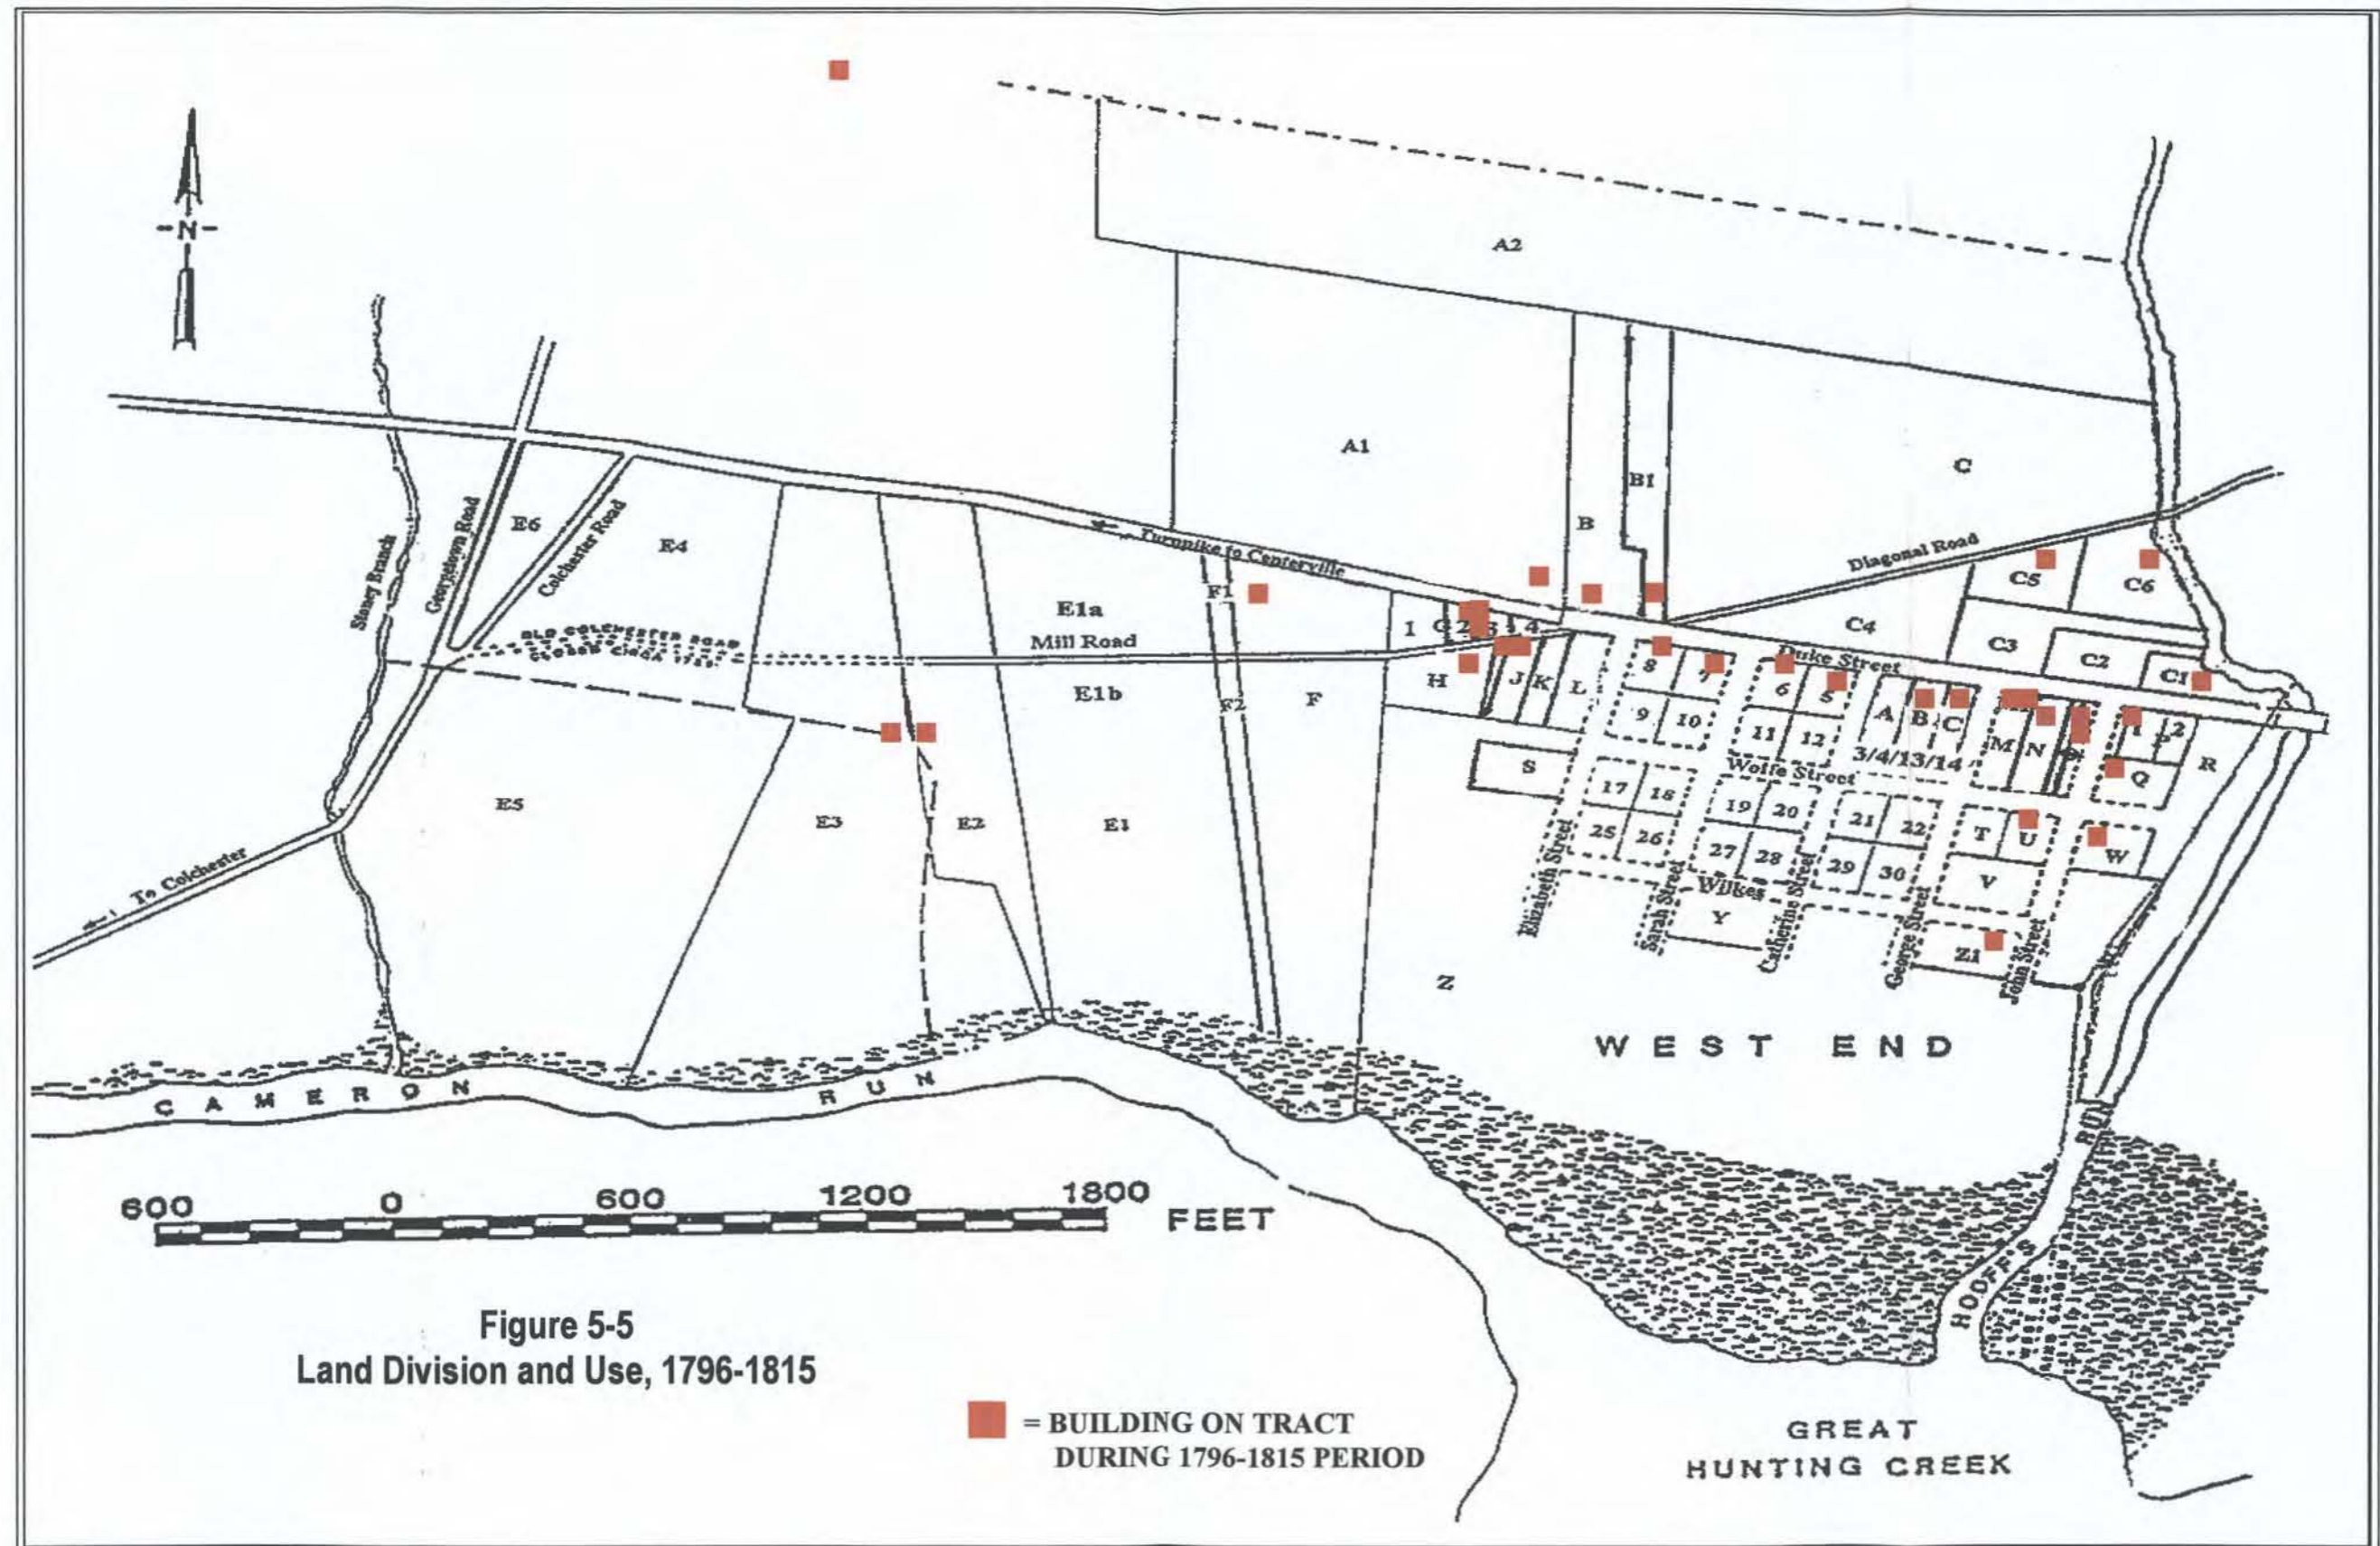 -N-
A2
A1
C
B1
B
E6
E4
Georgetown Road
Colchester Road
Stoney Branch
Turnpike to Centerville
Diagonal Road
C5
C6
F1
E1a
Mill Road
OLD COLCHESTER ROAD
I
G
2
3
4
C4
C3
C2
C1
Duke Street
8
7
6
5
H
J
K
L
E1b
F2
F
9
10
11
12
A
B
C
3/4/13/14
M
N
1
2
P
Q
R
S
Wolfe Street
E5
E3
E2
E1
17
18
19
20
21
22
T
U
W
25
26
27
28
29
30
V
Wilkes
Y
Z1
Elizabeth Street
Sarah Street
Catherine Street
George Street
John Street
To Colchester
Z
WEST END
CAMERON RUN
HOOFF'S RUN
600 0 600 1200 1800
FEET
Figure 5-5
Land Division and Use, 1796-1815
= BUILDING ON TRACT
DURING 1796-1815 PERIOD
GREAT
HUNTING CREEK